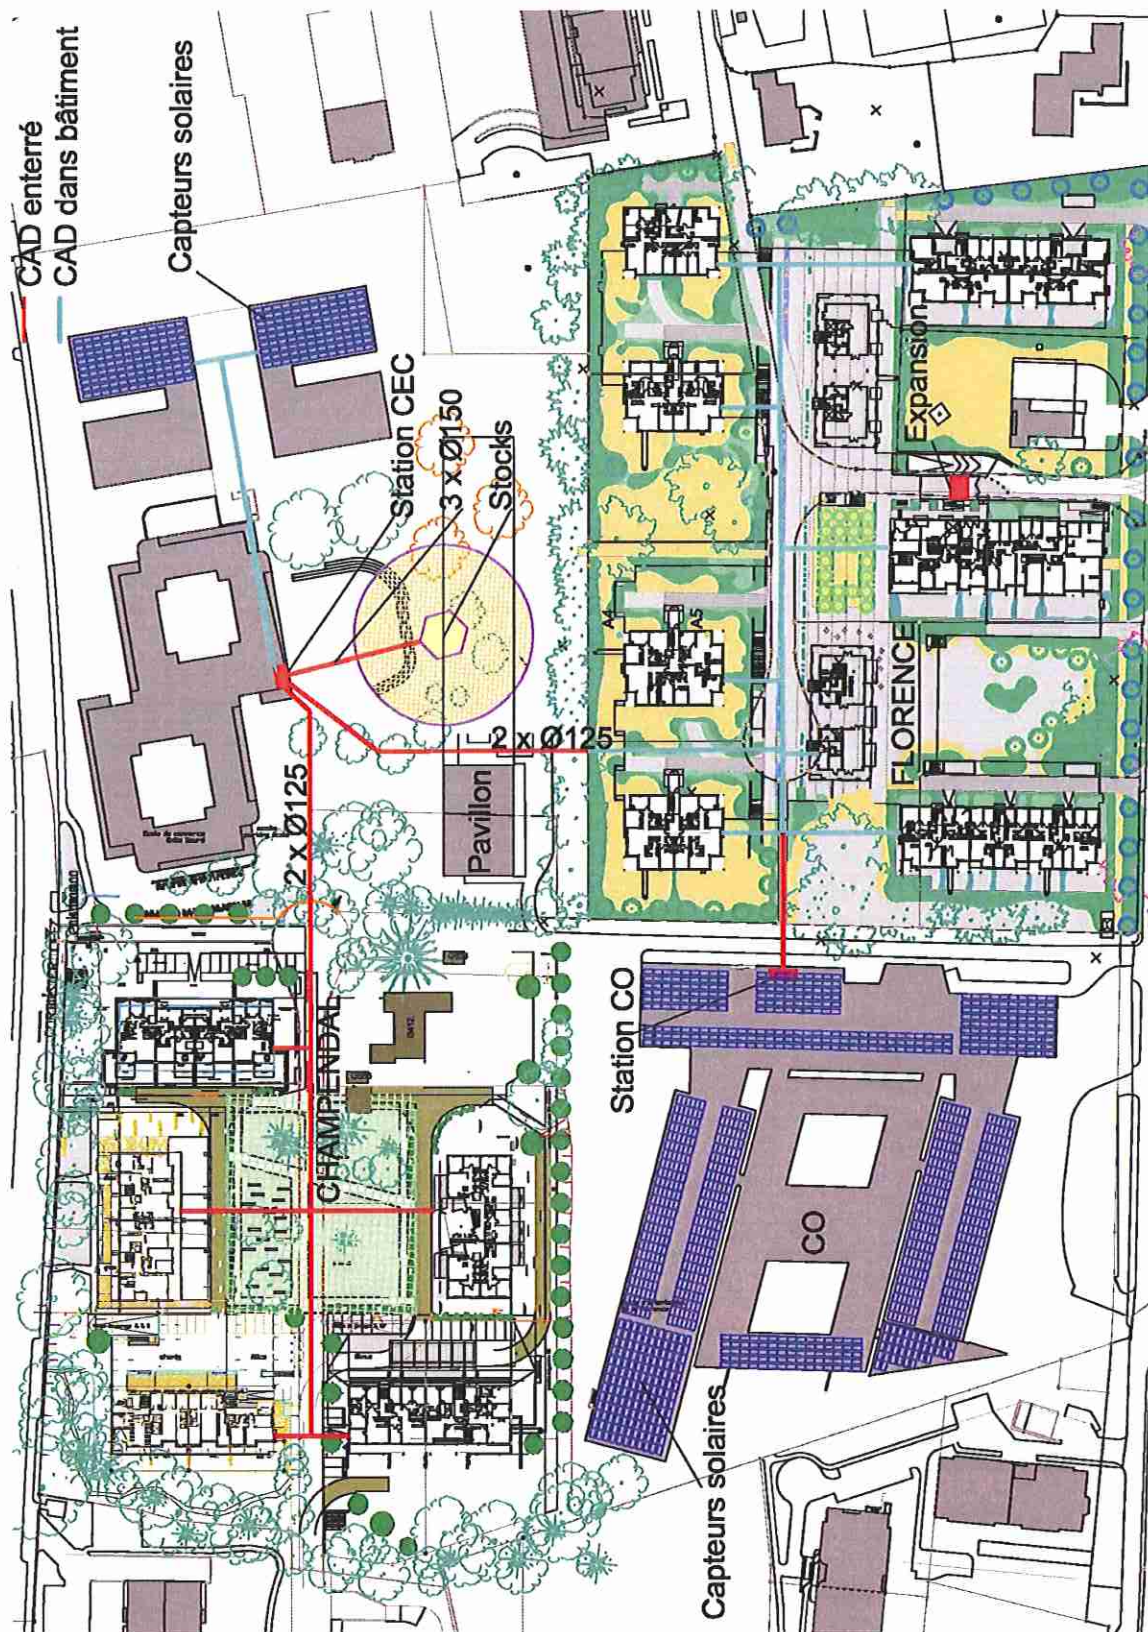 CAD enterré
CAD dans bâtiment
Capteurs solaires
Station CEC
3 x Ø150
Stocks
2 x Ø125
2 x Ø125
Pavillon
Expansion
A4
A5
FLORENCE
CHAMPENDAL
Station CO
CO
Capteurs solaires